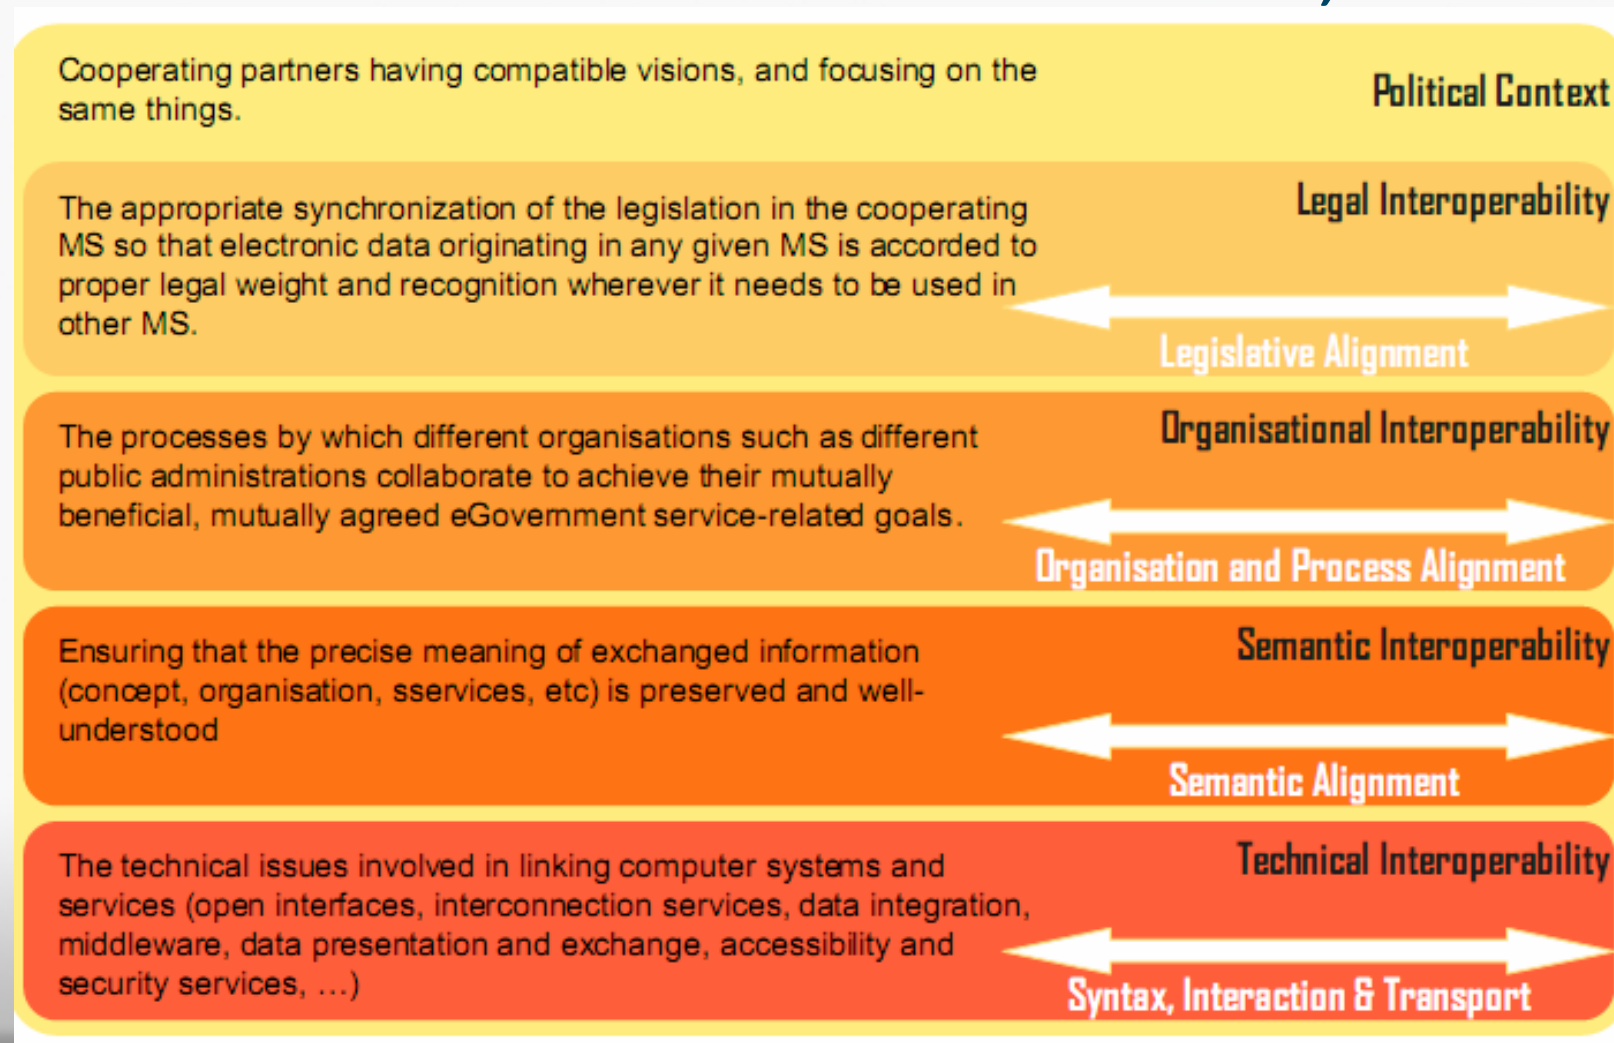 Cooperating partners having compatible visions, and focusing on the
same things.
Political Context
The appropriate synchronization of the legislation in the cooperating
MS so that electronic data originating in any given MS is accorded to
proper legal weight and recognition wherever it needs to be used in
other MS.
Legal Interoperability
Legislative Alignment
The processes by which different organisations such as different
public administrations collaborate to achieve their mutually
beneficial, mutually agreed eGovernment service-related goals.
Organisational Interoperability
Organisation and Process Alignment
Ensuring that the precise meaning of exchanged information
(concept, organisation, sservices, etc) is preserved and well-
understood
Semantic Interoperability
Semantic Alignment
The technical issues involved in linking computer systems and
services (open interfaces, interconnection services, data integration,
middleware, data presentation and exchange, accessibility and
security services, ...)
Technical Interoperability
Syntax, Interaction & Transport